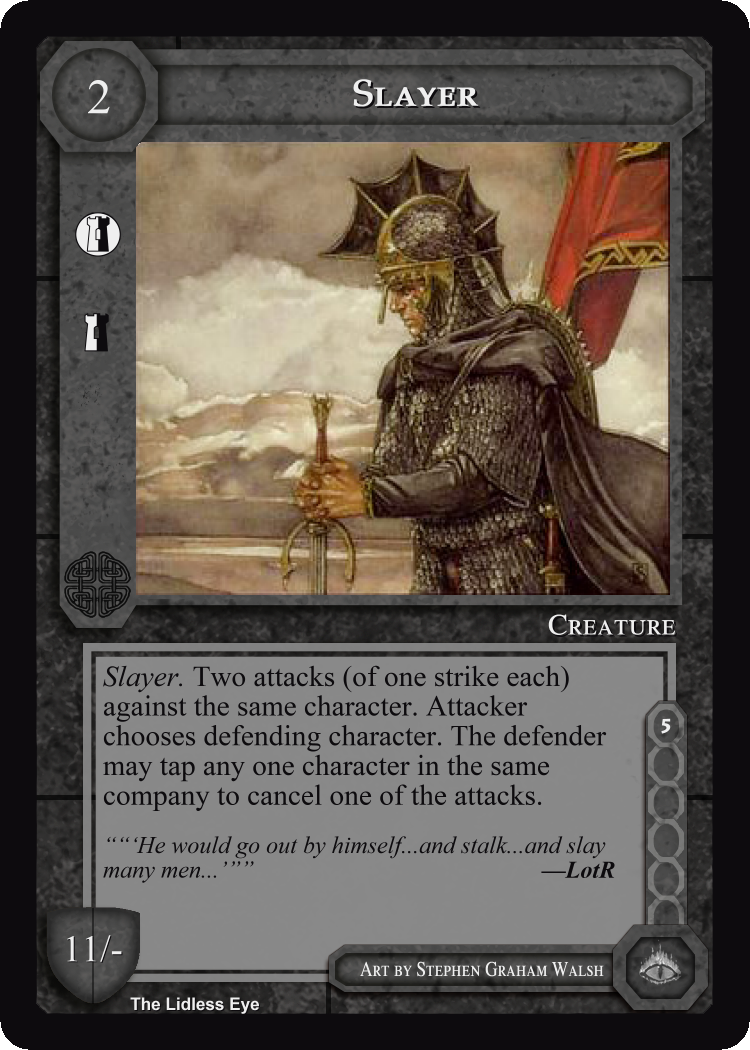 2
SLAYER
CREATURE
Slayer. Two attacks (of one strike each)
against the same character. Attacker
chooses defending character. The defender
may tap any one character in the same
company to cancel one of the attacks.
5
““‘He would go out by himself...and stalk...and slay
many men...’”” —LotR
11/-
ART BY STEPHEN GRAHAM WALSH
The Lidless Eye